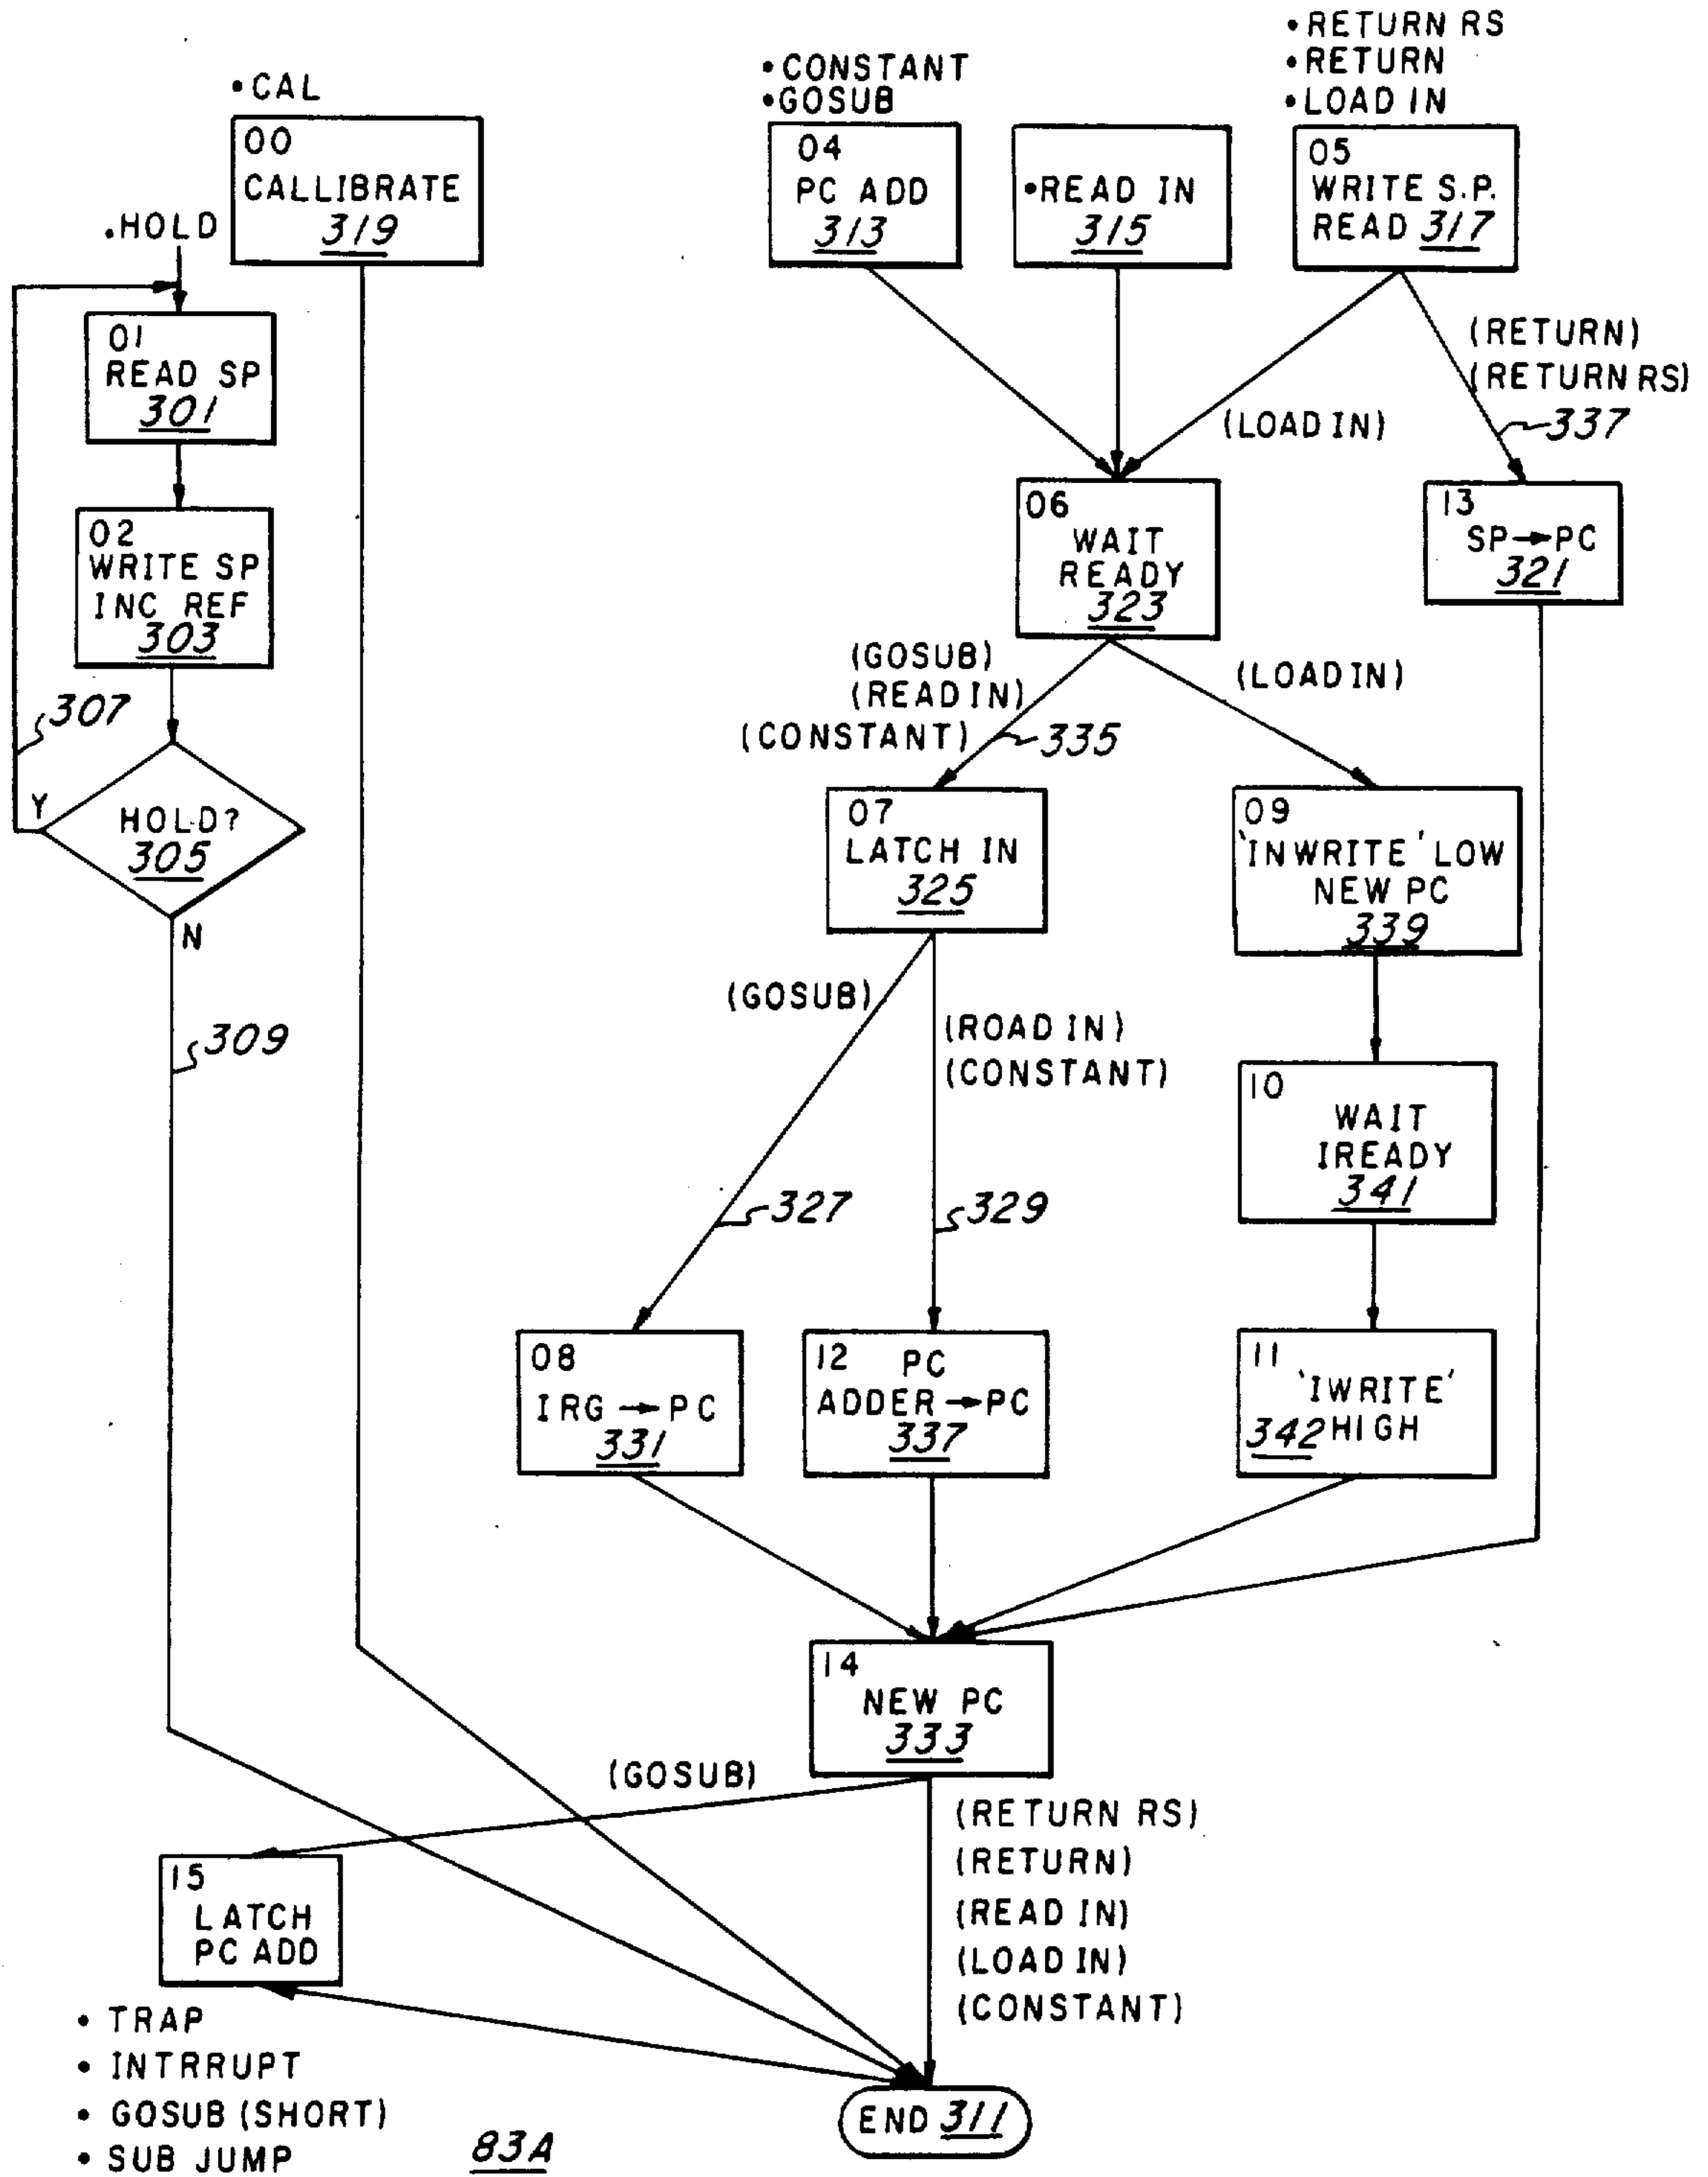 •CAL
00
CALLIBRATE
319
.HOLD
01
READ SP
301
02
WRITE SP
INC REF
303
307
Y
HOLD?
305
N
309
•CONSTANT
•GOSUB
04
PC ADD
313
•READ IN
315
•RETURN RS
•RETURN
•LOAD IN
05
WRITE S.P.
READ 317
(RETURN)
(RETURN RS)
337
(LOAD IN)
06
WAIT
READY
323
13
SP→PC
321
(GOSUB)
(READ IN)
(CONSTANT)
335
(LOAD IN)
07
LATCH IN
325
09
'INWRITE' LOW
NEW PC
339
(GOSUB)
(ROAD IN)
(CONSTANT)
327
329
10
WAIT
IREADY
341
08
IRG → PC
331
12 PC
ADDER → PC
337
11
'IWRITE'
342 HIGH
14
NEW PC
333
(GOSUB)
(RETURN RS)
(RETURN)
(READ IN)
(LOAD IN)
(CONSTANT)
15
LATCH
PC ADD
• TRAP
• INTRRUPT
• GOSUB (SHORT)
• SUB JUMP
83A
END 311